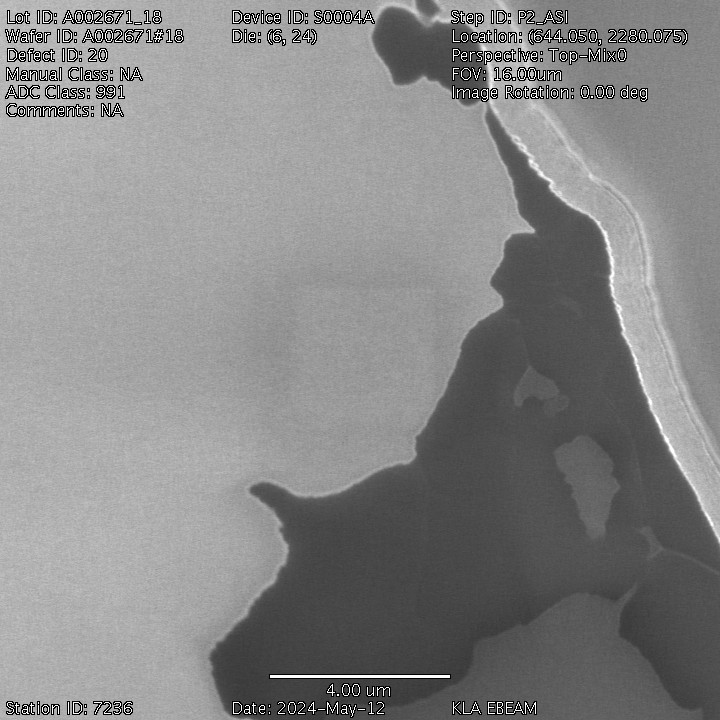 Lot ID: A002671_18
Wafer ID: A002671#18
Defect ID: 20
Manual Class: NA
ADC Class: 991
Comments: NA
Device ID: S0004A
Die: (6, 24)
Step ID: P2_ASI
Location: (644.050, 2280.075)
Perspective: Top-Mix0
FOV: 16.00um
Image Rotation: 0.00 deg
4.00 um
Station ID: 7236
Date: 2024-May-12
KLA EBEAM